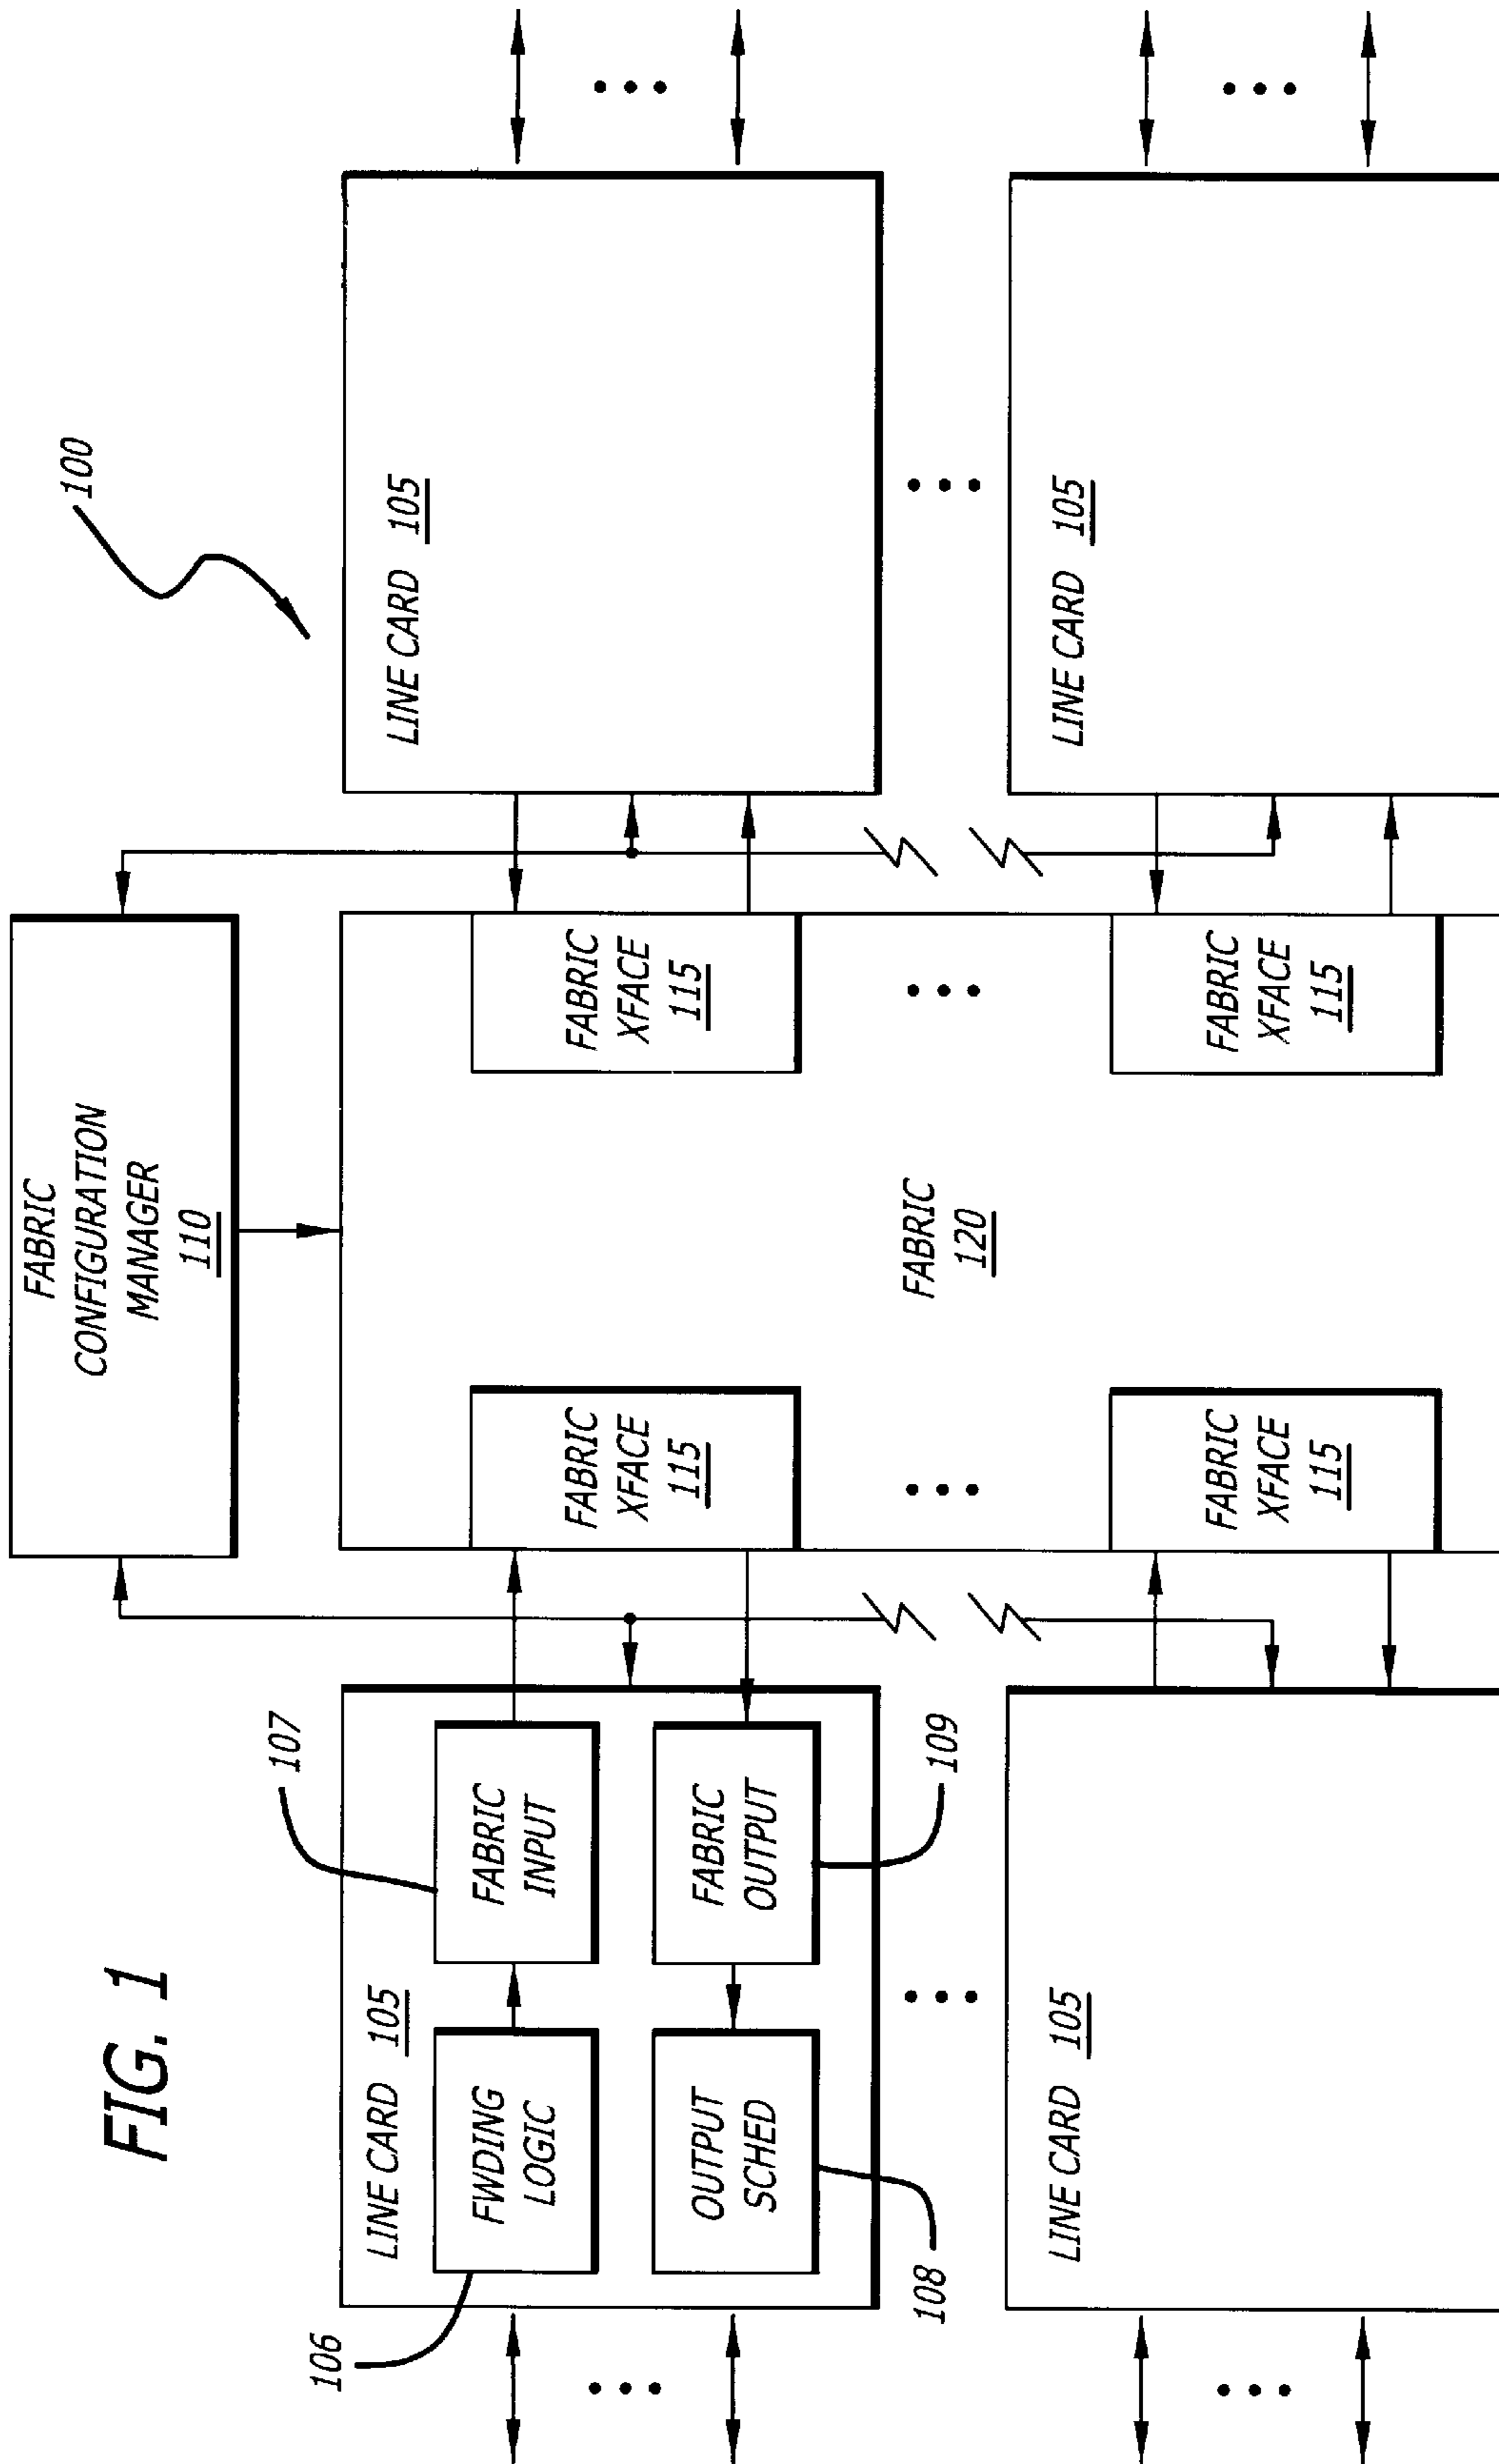 FIG. 1
100
FABRIC
CONFIGURATION
MANAGER
110
LINE CARD 105
106
FWDING
LOGIC
107
FABRIC
INPUT
OUTPUT
SCHED
108
FABRIC
OUTPUT
109
FABRIC
XFACE
115
FABRIC
XFACE
115
LINE CARD 105
FABRIC
120
LINE CARD 105
FABRIC
XFACE
115
FABRIC
XFACE
115
LINE CARD 105